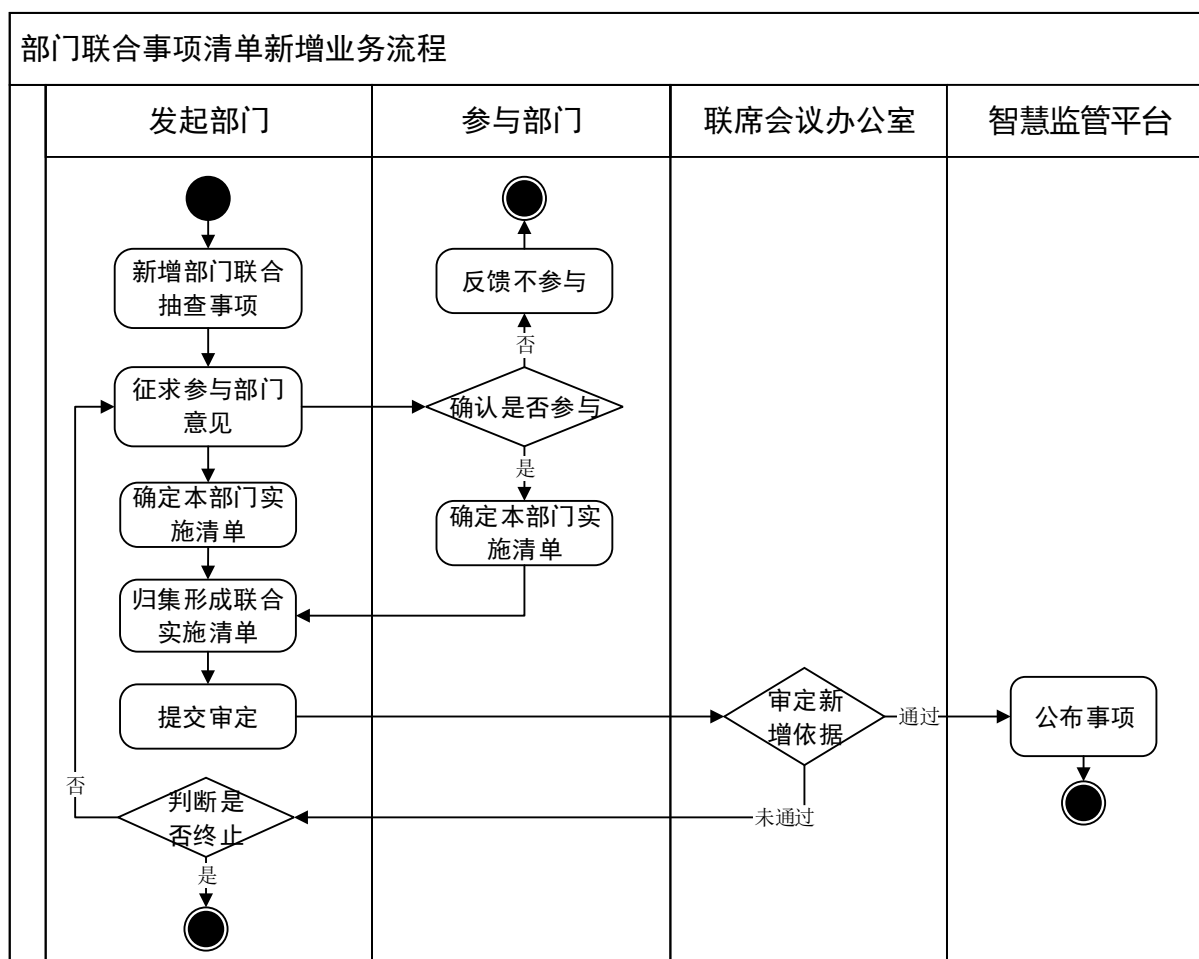 部门联合事项清单新增业务流程
发起部门
参与部门
联席会议办公室
智慧监管平台
新增部门联合
抽查事项
反馈不参与
否
征求参与部门
意见
确认是否参与
是
确定本部门实
施清单
确定本部门实
施清单
归集形成联合
实施清单
提交审定
审定新
增依据
通过
公布事项
否
判断是
否终止
未通过
是